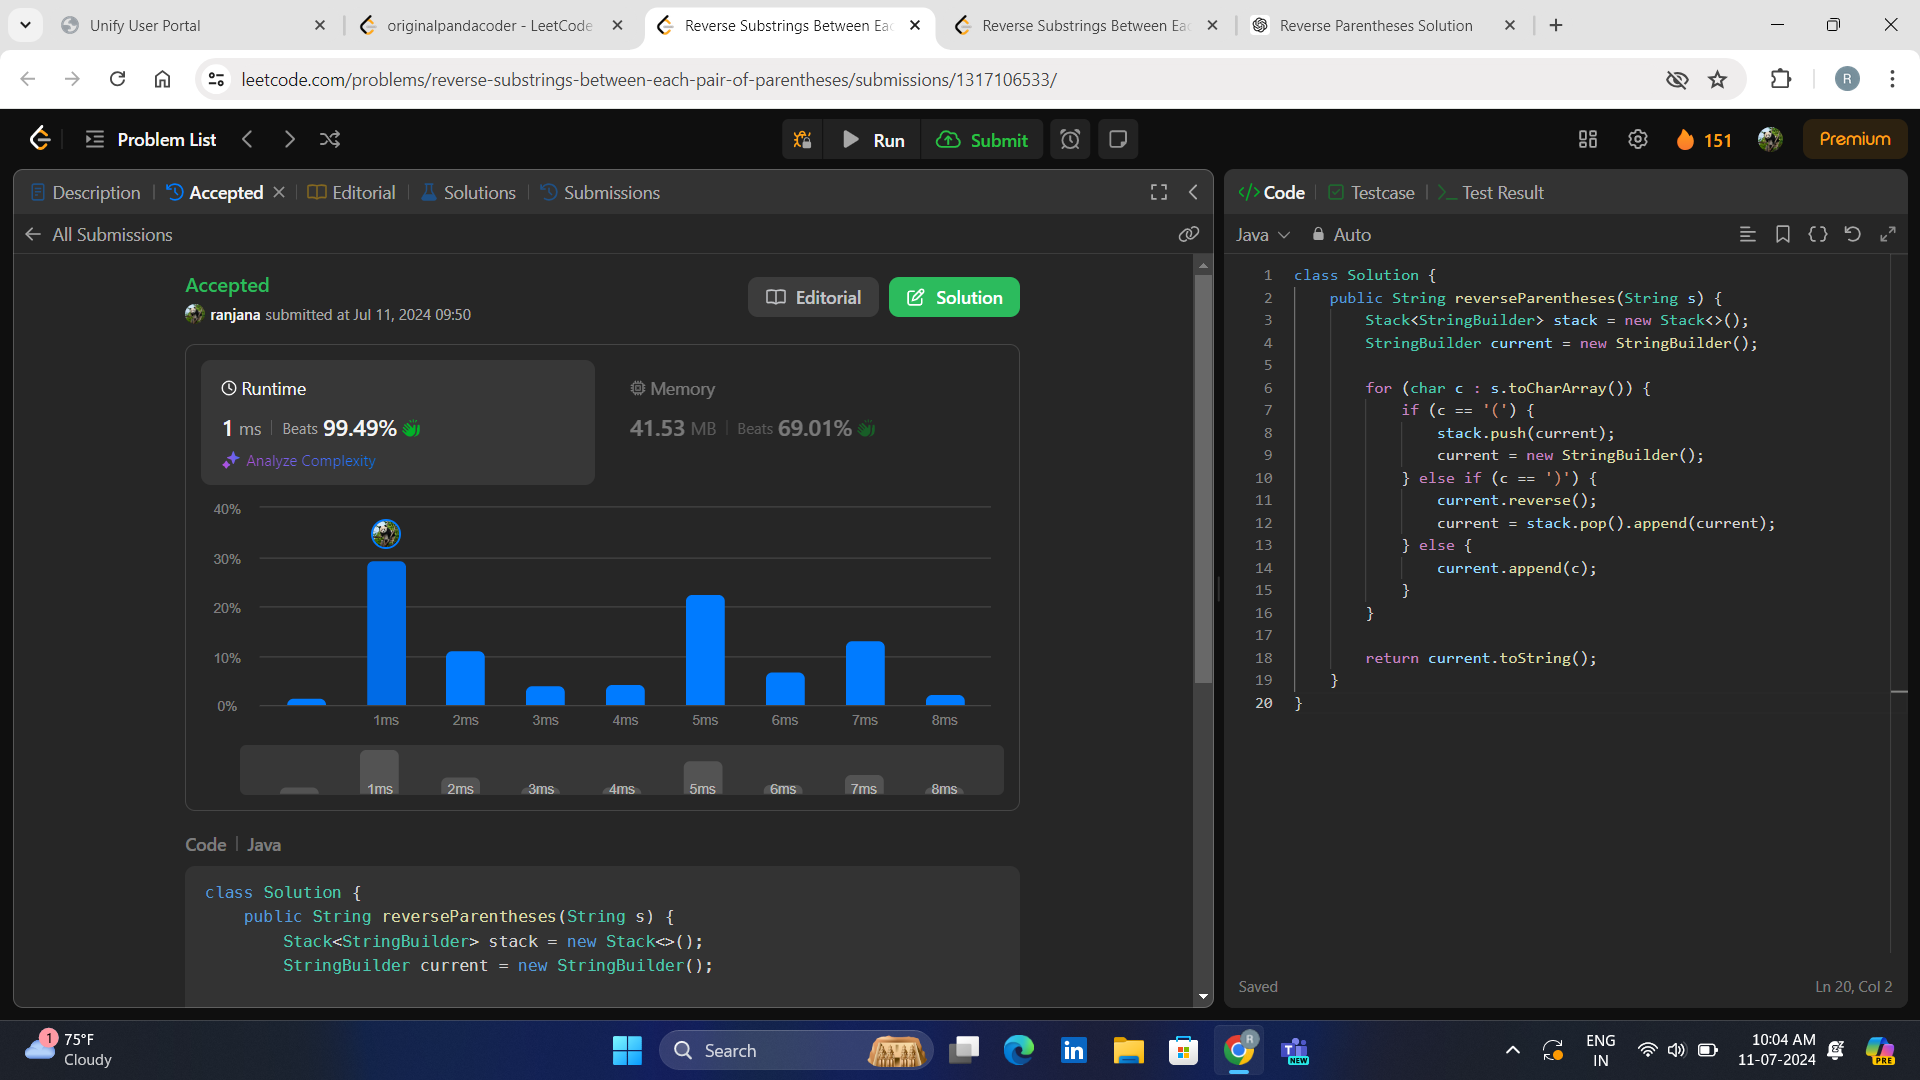 Unify User Portal
originalpandacoder - LeetCode
Reverse Substrings Between Eac
Reverse Substrings Between Eac
Reverse Parentheses Solution
leetcode.com/problems/reverse-substrings-between-each-pair-of-parentheses/submissions/1317106533/
R
Problem List
Run
Submit
151
Premium
Description
Accepted
Editorial
Solutions
Submissions
All Submissions
Accepted
ranjana submitted at Jul 11, 2024 09:50
Editorial
Solution
Runtime
1 ms | Beats 99.49%
Analyze Complexity
Memory
41.53 MB | Beats 69.01%
40%
30%
20%
10%
0%
1ms 2ms 3ms 4ms 5ms 6ms 7ms 8ms
1ms 2ms 3ms 4ms 5ms 6ms 7ms 8ms
Code | Java
class Solution {
public String reverseParentheses(String s) {
Stack<StringBuilder> stack = new Stack<>();
StringBuilder current = new StringBuilder();
</> Code
Testcase
Test Result
Java
Auto
1 class Solution {
2 public String reverseParentheses(String s) {
3 Stack<StringBuilder> stack = new Stack<>();
4 StringBuilder current = new StringBuilder();
5
6 for (char c : s.toCharArray()) {
7 if (c == '(') {
8 stack.push(current);
9 current = new StringBuilder();
10 } else if (c == ')') {
11 current.reverse();
12 current = stack.pop().append(current);
13 } else {
14 current.append(c);
15 }
16 }
17
18 return current.toString();
19 }
20 }
Saved
Ln 20, Col 2
1
75°F
Cloudy
Search
R
NEW
ENG
IN
10:04 AM
11-07-2024
PRE